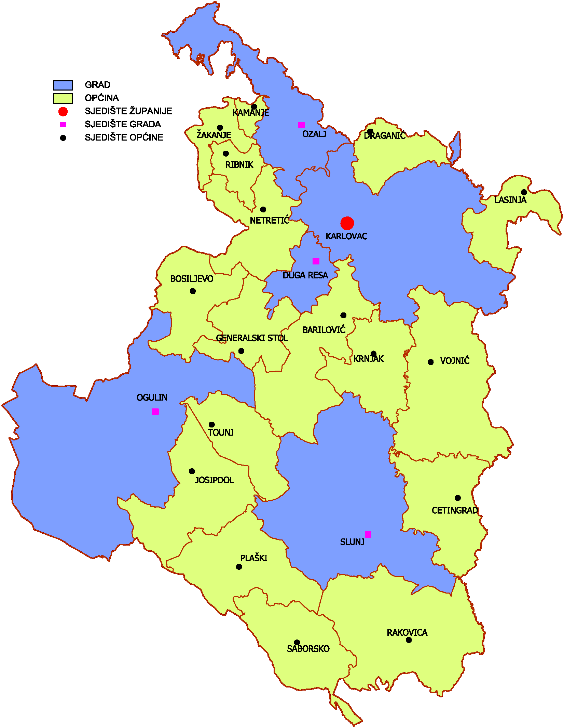 GRAD
OPĆINA
SJEDIŠTE ŽUPANIJE
SJEDIŠTE GRADA
SJEDIŠTE OPĆINE
KAMANJE
ŽAKANJE
OZALJ
DRAGANIĆ
RIBNIK
LASINJA
NETRETIĆ
KARLOVAC
DUGA RESA
BOSILJEVO
BARILOVIĆ
GENERALSKI STOL
KRNJAK
VOJNIĆ
OGULIN
TOUNJ
JOSIPDOL
CETINGRAD
SLUNJ
PLAŠKI
RAKOVICA
SABORSKO